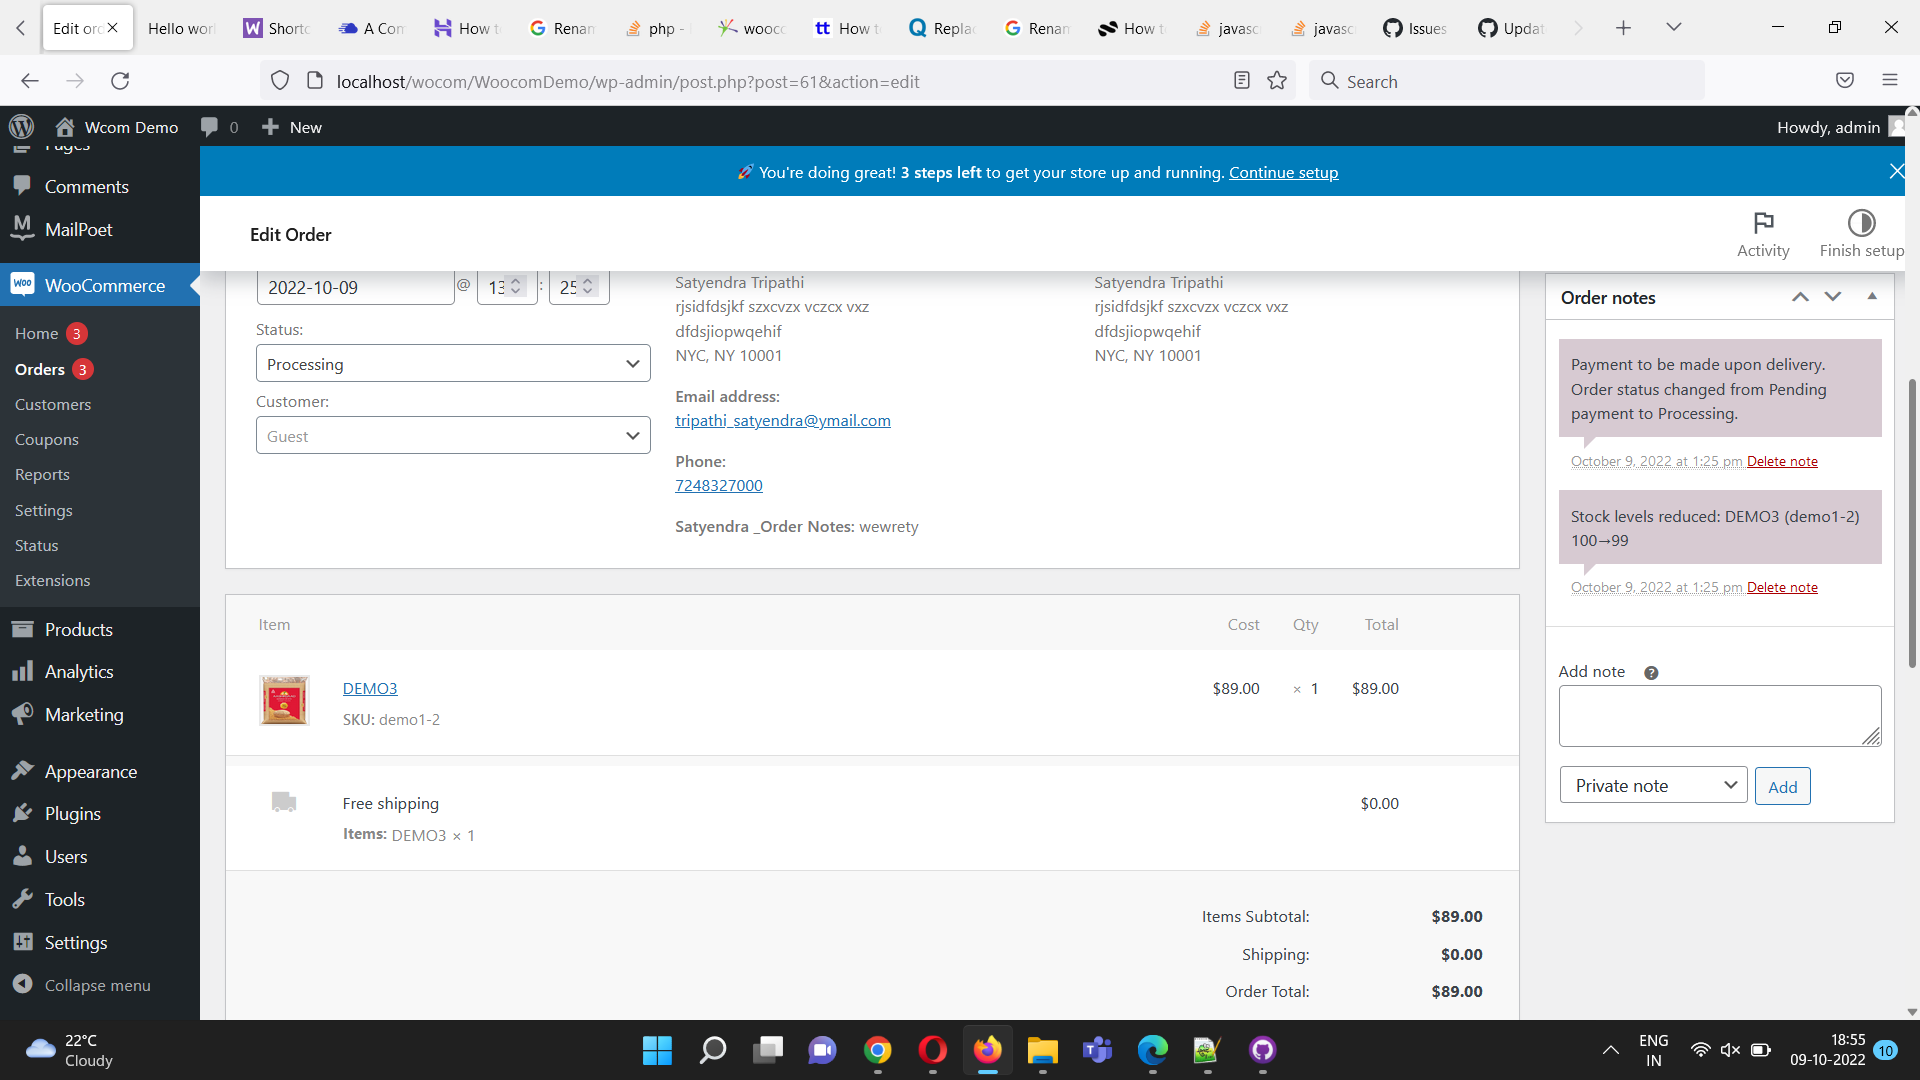 Edit or
Hello wor
Shortc
A Com
How t
Renam
php -
woocc
tt How t
Replac
Renam
How t
javasc
javasc
Issues
Updat
localhost/wocom/WoocomDemo/wp-admin/post.php?post=61&action=edit
Search
Wcom Demo
0
New
Howdy, admin
Pages
Comments
MailPoet
WooCommerce
Home 3
Orders 3
Customers
Coupons
Reports
Settings
Status
Extensions
Products
Analytics
Marketing
Appearance
Plugins
Users
Tools
Settings
Collapse menu
You're doing great! 3 steps left to get your store up and running. Continue setup
Edit Order
Activity
Finish setup
2022-10-09 @ 13 : 25
Status:
Processing
Customer:
Guest
Satyendra Tripathi
rjsidfdsjkf szxcvzx vczcx vxz
dfdsjiopwqehif
NYC, NY 10001
Email address:
tripathi_satyendra@ymail.com
Phone:
7248327000
Satyendra _Order Notes: wewrety
Satyendra Tripathi
rjsidfdsjkf szxcvzx vczcx vxz
dfdsjiopwqehif
NYC, NY 10001
Item Cost Qty Total
DEMO3 $89.00 × 1 $89.00
SKU: demo1-2
Free shipping $0.00
Items: DEMO3 × 1
Items Subtotal: $89.00
Shipping: $0.00
Order Total: $89.00
Order notes
Payment to be made upon delivery.
Order status changed from Pending
payment to Processing.
October 9, 2022 at 1:25 pm Delete note
Stock levels reduced: DEMO3 (demo1-2)
100→99
October 9, 2022 at 1:25 pm Delete note
Add note
Private note
Add
22°C
Cloudy
ENG
IN
18:55
09-10-2022
10